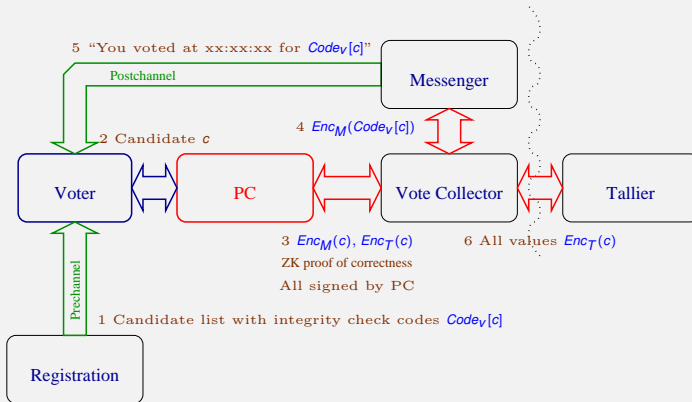 5 “You voted at xx:xx:xx for Code_V[c]”
Postchannel
Messenger
4 Enc_M(Code_V[c])
2 Candidate c
Voter
PC
Vote Collector
Tallier
3 Enc_M(c), Enc_T(c)
ZK proof of correctness
All signed by PC
6 All values Enc_T(c)
Prechannel
1 Candidate list with integrity check codes Code_V[c]
Registration